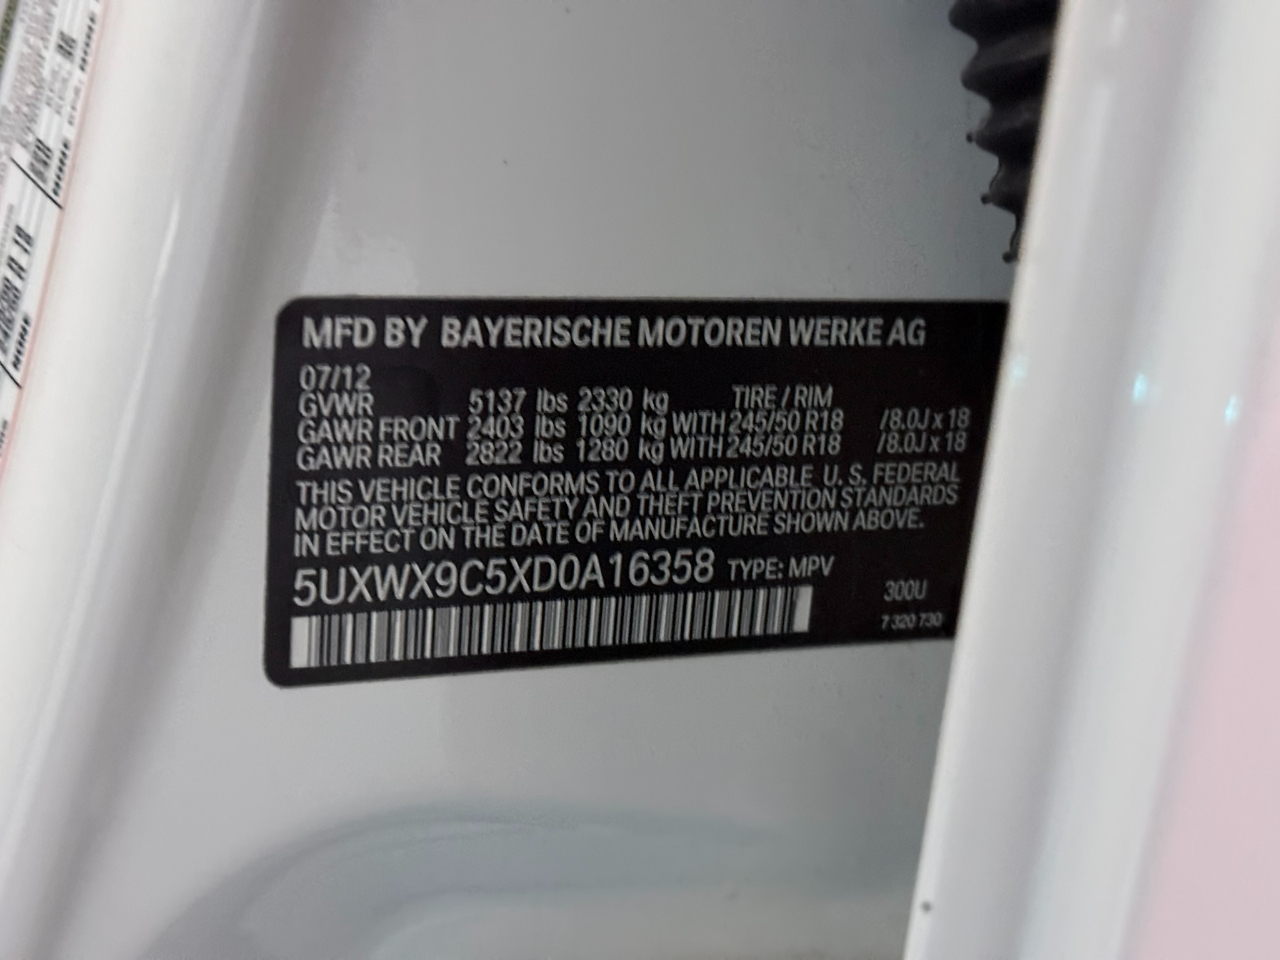 MFD BY BAYERISCHE MOTOREN WERKE AG
07/12
GVWR 5137 lbs 2330 kg TIRE / RIM
GAWR FRONT 2403 lbs 1090 kg WITH 245/50 R18 /8.0J x 18
GAWR REAR 2822 lbs 1280 kg WITH 245/50 R18 /8.0J x 18
THIS VEHICLE CONFORMS TO ALL APPLICABLE U. S. FEDERAL
MOTOR VEHICLE SAFETY AND THEFT PREVENTION STANDARDS
IN EFFECT ON THE DATE OF MANUFACTURE SHOWN ABOVE.
5UXWX9C5XD0A16358 TYPE: MPV
300U
7 320 730